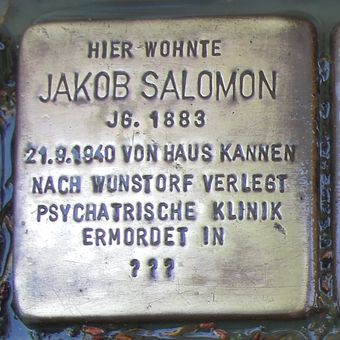 HIER WOHNTE
JAKOB SALOMON
JG. 1883
21.9.1940 VON HAUS KANNEN
NACH WUNSTORF VERLEGT
PSYCHATRISCHE KLINIK
ERMORDET IN
???